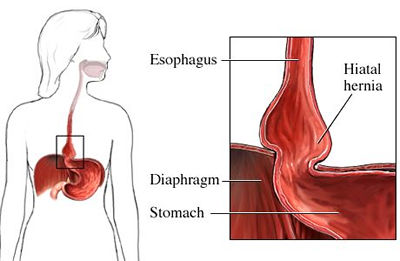 Esophagus
Hiatal
hernia
Diaphragm
Stomach